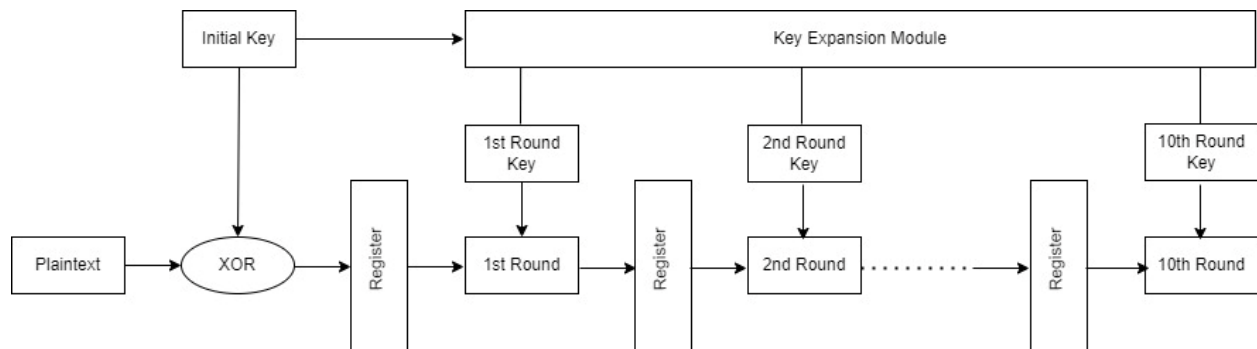 Initial Key
Key Expansion Module
1st Round
Key
2nd Round
Key
10th Round
Key
Plaintext
XOR
Register
1st Round
Register
2nd Round
Register
10th Round